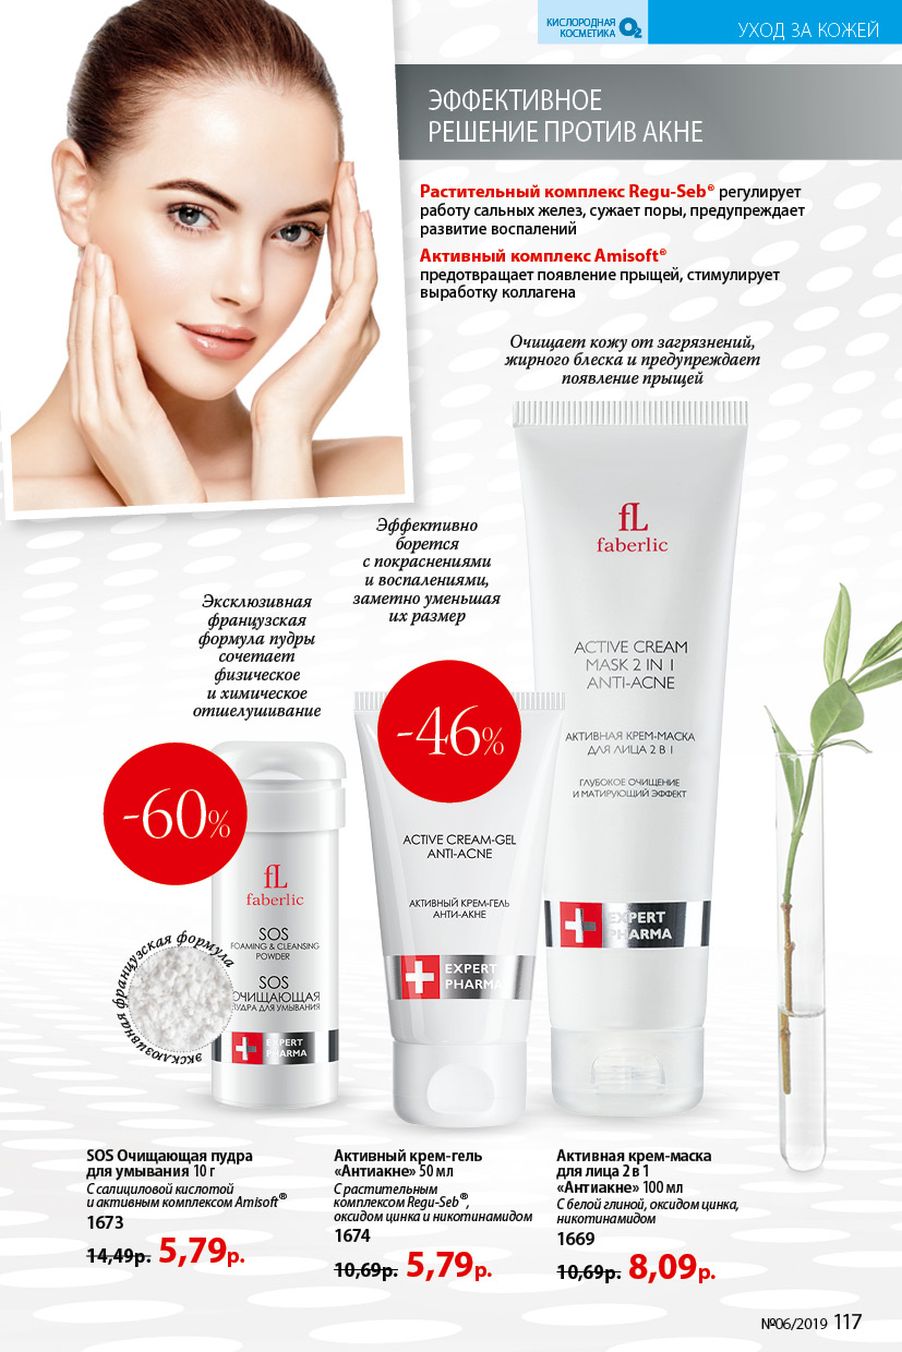 КИСЛОРОДНАЯ
КОСМЕТИКА O2
УХОД ЗА КОЖЕЙ
ЭФФЕКТИВНОЕ
РЕШЕНИЕ ПРОТИВ АКНЕ
Растительный комплекс Regu-Seb® регулирует
работу сальных желез, сужает поры, предупреждает
развитие воспалений
Активный комплекс Amisoft®
предотвращает появление прыщей, стимулирует
выработку коллагена
Очищает кожу от загрязнений,
жирного блеска и предупреждает
появление прыщей
Эффективно
борется
с покраснениями
и воспалениями,
заметно уменьшая
их размер
Эксклюзивная
французская
формула пудры
сочетает
физическое
и химическое
отшелушивание
-60%
-46%
fL
faberlic
SOS
FOAMING & CLEANSING
POWDER
SOS
ОЧИЩАЮЩАЯ
ПУДРА ДЛЯ УМЫВАНИЯ
EXPERT
PHARMA
эксклюзивная французская формула
ACTIVE CREAM-GEL
ANTI-ACNE
АКТИВНЫЙ КРЕМ-ГЕЛЬ
АНТИ-АКНЕ
EXPERT
PHARMA
fL
faberlic
ACTIVE CREAM
MASK 2 IN 1
ANTI-ACNE
АКТИВНАЯ КРЕМ-МАСКА
ДЛЯ ЛИЦА 2 В 1
ГЛУБОКОЕ ОЧИЩЕНИЕ
И МАТИРУЮЩИЙ ЭФФЕКТ
EXPERT
PHARMA
SOS Очищающая пудра
для умывания 10 г
С салициловой кислотой
и активным комплексом Amisoft®
1673
14,49р. 5,79р.
Активный крем-гель
«Антиакне» 50 мл
С растительным
комплексом Regu-Seb®,
оксидом цинка и никотинамидом
1674
10,69р. 5,79р.
Активная крем-маска
для лица 2 в 1
«Антиакне» 100 мл
С белой глиной, оксидом цинка,
никотинамидом
1669
10,69р. 8,09р.
№06/2019 117